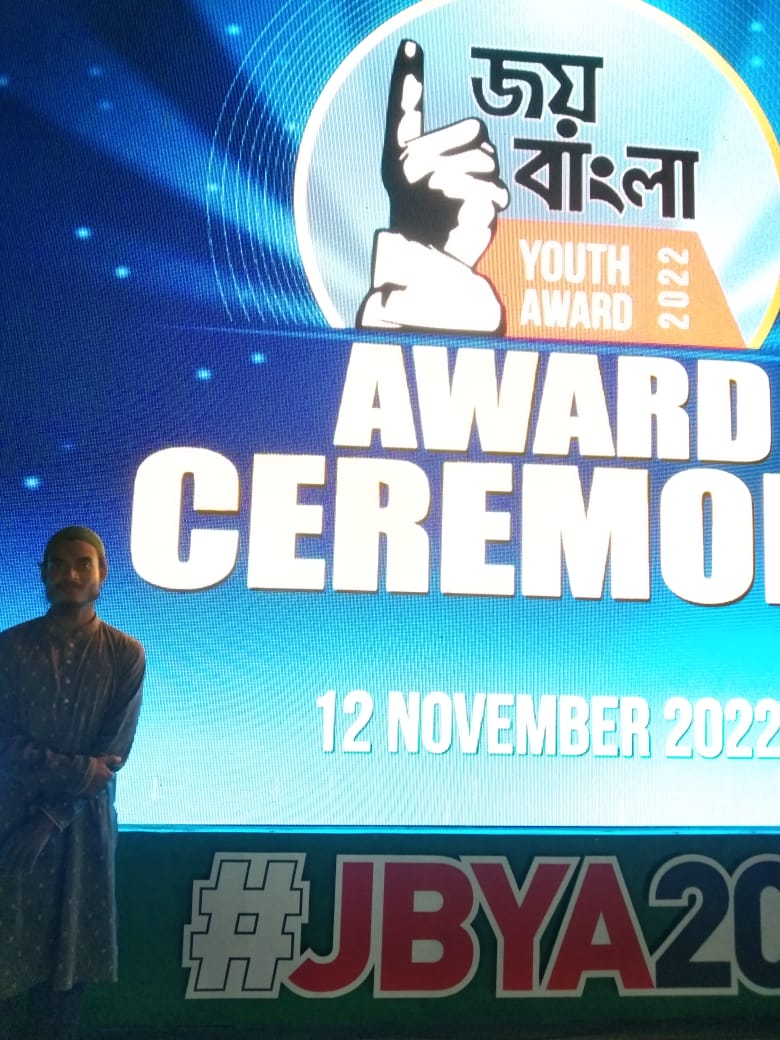 জয়
বাংলা
YOUTH
AWARD
2022
AWARD
CEREMO
12 NOVEMBER 2022
#JBYA20